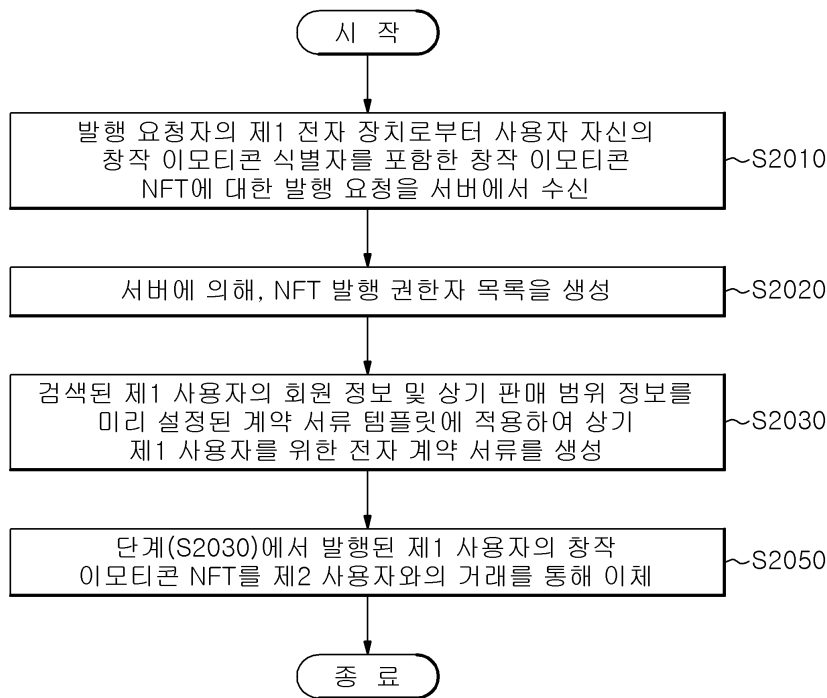 시 작
발행 요청자의 제1 전자 장치로부터 사용자 자신의
창작 이모티콘 식별자를 포함한 창작 이모티콘
NFT에 대한 발행 요청을 서버에서 수신
S2010
서버에 의해, NFT 발행 권한자 목록을 생성
S2020
검색된 제1 사용자의 회원 정보 및 상기 판매 범위 정보를
미리 설정된 계약 서류 템플릿에 적용하여 상기
제1 사용자를 위한 전자 계약 서류를 생성
S2030
단계(S2030)에서 발행된 제1 사용자의 창작
이모티콘 NFT를 제2 사용자와의 거래를 통해 이체
S2050
종 료